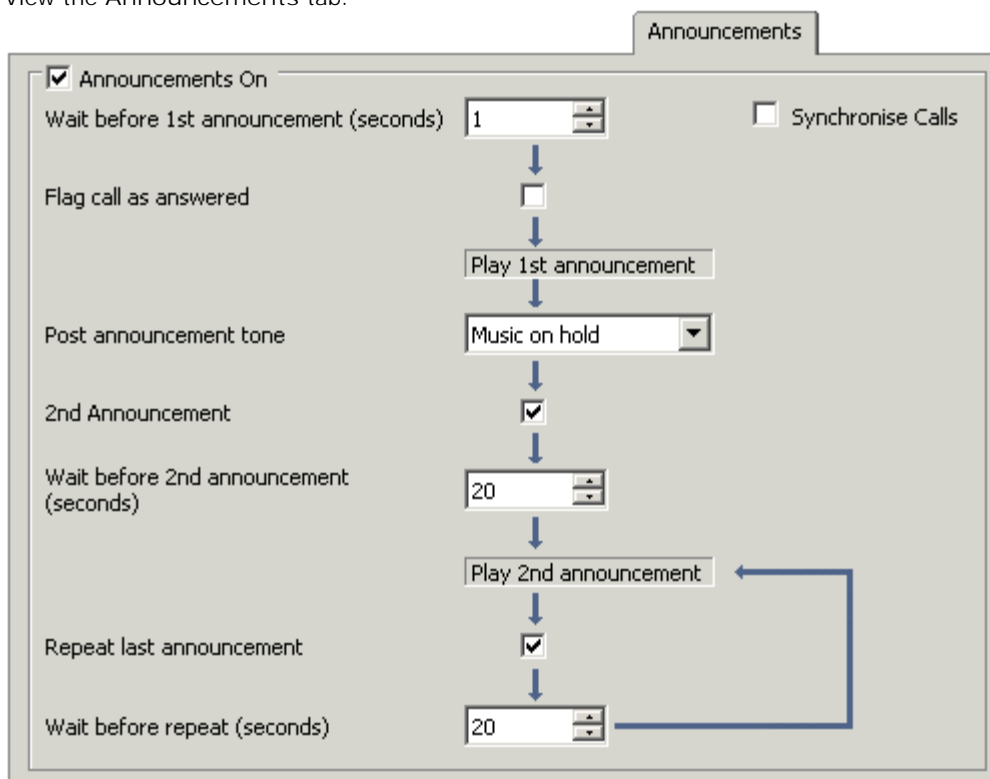 View the Announcements tab.
Announcements
Announcements On
Wait before 1st announcement (seconds) 1 Synchronise Calls
Flag call as answered
Play 1st announcement
Post announcement tone Music on hold
2nd Announcement
Wait before 2nd announcement
(seconds) 20
Play 2nd announcement
Repeat last announcement
Wait before repeat (seconds) 20